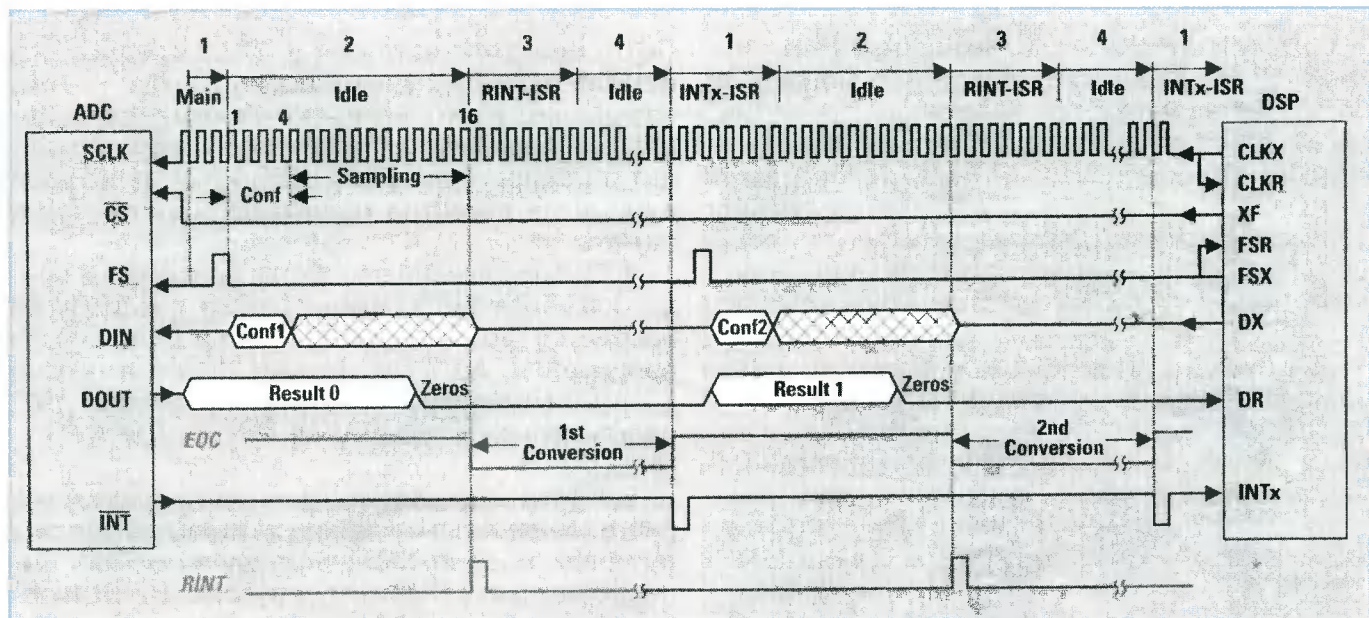 1 2 3 4 1 2 3 4 1
Main Idle RINT-ISR Idle INTx-ISR Idle RINT-ISR Idle INTx-ISR
ADC DSP
1 4 16
SCLK CLKX
Sampling
Conf CLKR
CS XF
FSR
FS FSX
DIN Conf1 Conf2 DX
DOUT Result 0 Zeros Result 1 Zeros DR
EOC 1st Conversion 2nd Conversion
INT INTx
RINT